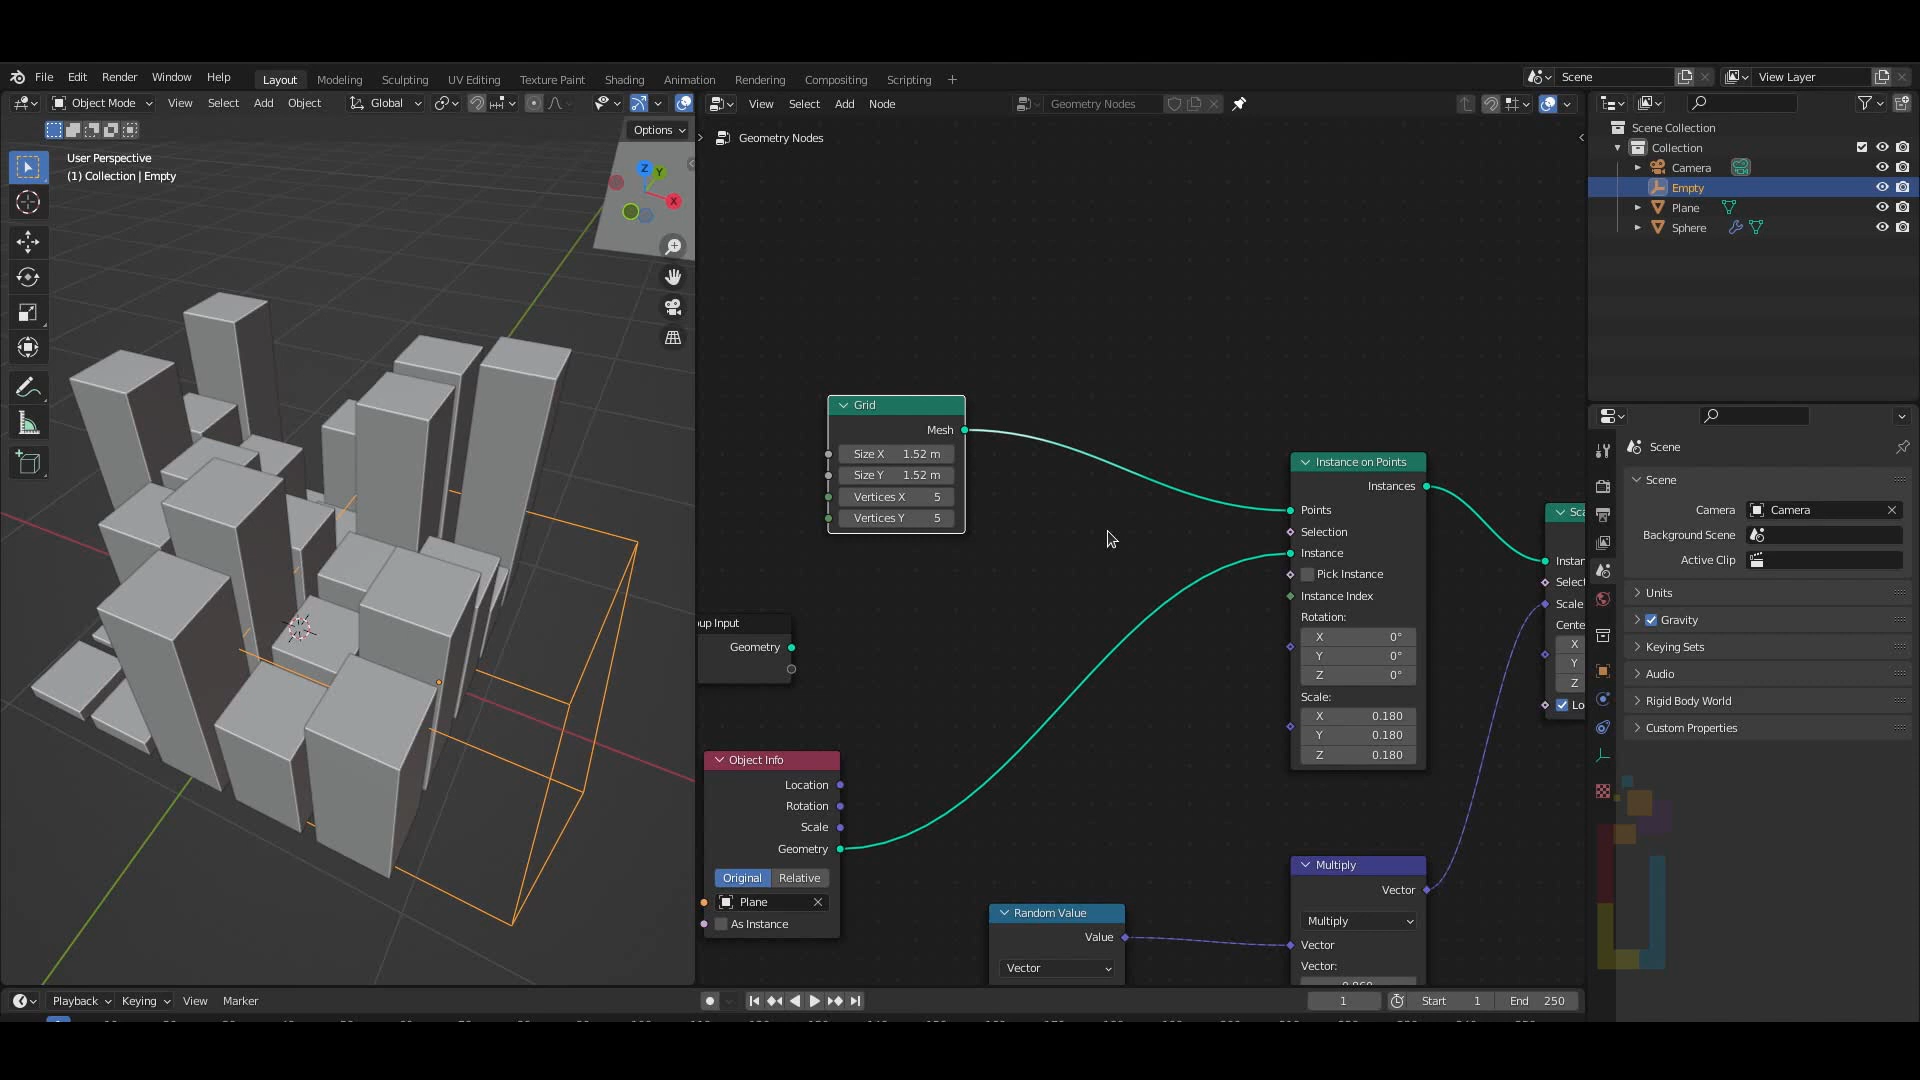 File Edit Render Window Help Layout Modeling Sculpting UV Editing Texture Paint Shading Animation Rendering Compositing Scripting + Scene View Layer
Object Mode View Select Add Object Global View Select Add Node Geometry Nodes
Options
User Perspective
(1) Collection | Empty
Z
Y
X
Geometry Nodes
Grid
Mesh
Size X 1.52 m
Size Y 1.52 m
Vertices X 5
Vertices Y 5
up Input
Geometry
Object Info
Location
Rotation
Scale
Geometry
Original Relative
Plane
As Instance
Random Value
Value
Vector
Instance on Points
Instances
Points
Selection
Instance
Pick Instance
Instance Index
Rotation:
X 0°
Y 0°
Z 0°
Scale:
X 0.180
Y 0.180
Z 0.180
Multiply
Vector
Multiply
Vector
Vector:
Sca
Instar
Select
Scale
Cente
X
Y
Z
Lo
Scene Collection
Collection
Camera
Empty
Plane
Sphere
Scene
Scene
Camera Camera
Background Scene
Active Clip
Units
Gravity
Keying Sets
Audio
Rigid Body World
Custom Properties
Playback Keying View Marker 1 Start 1 End 250